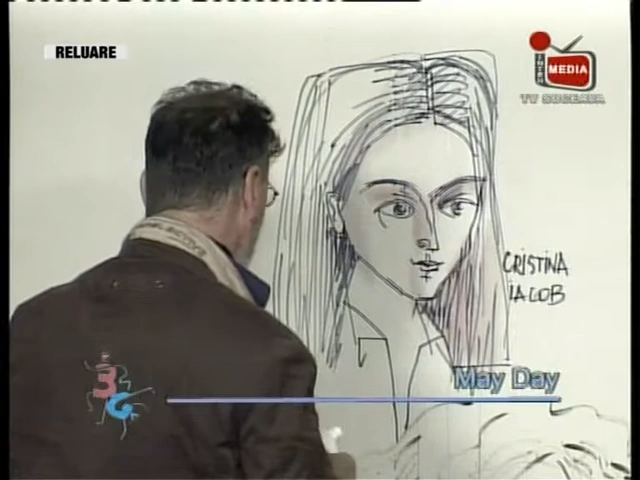 RELUARE
INTER
MEDIA
TV SUCEAVA
CRISTINA
IACOB
3G
May Day